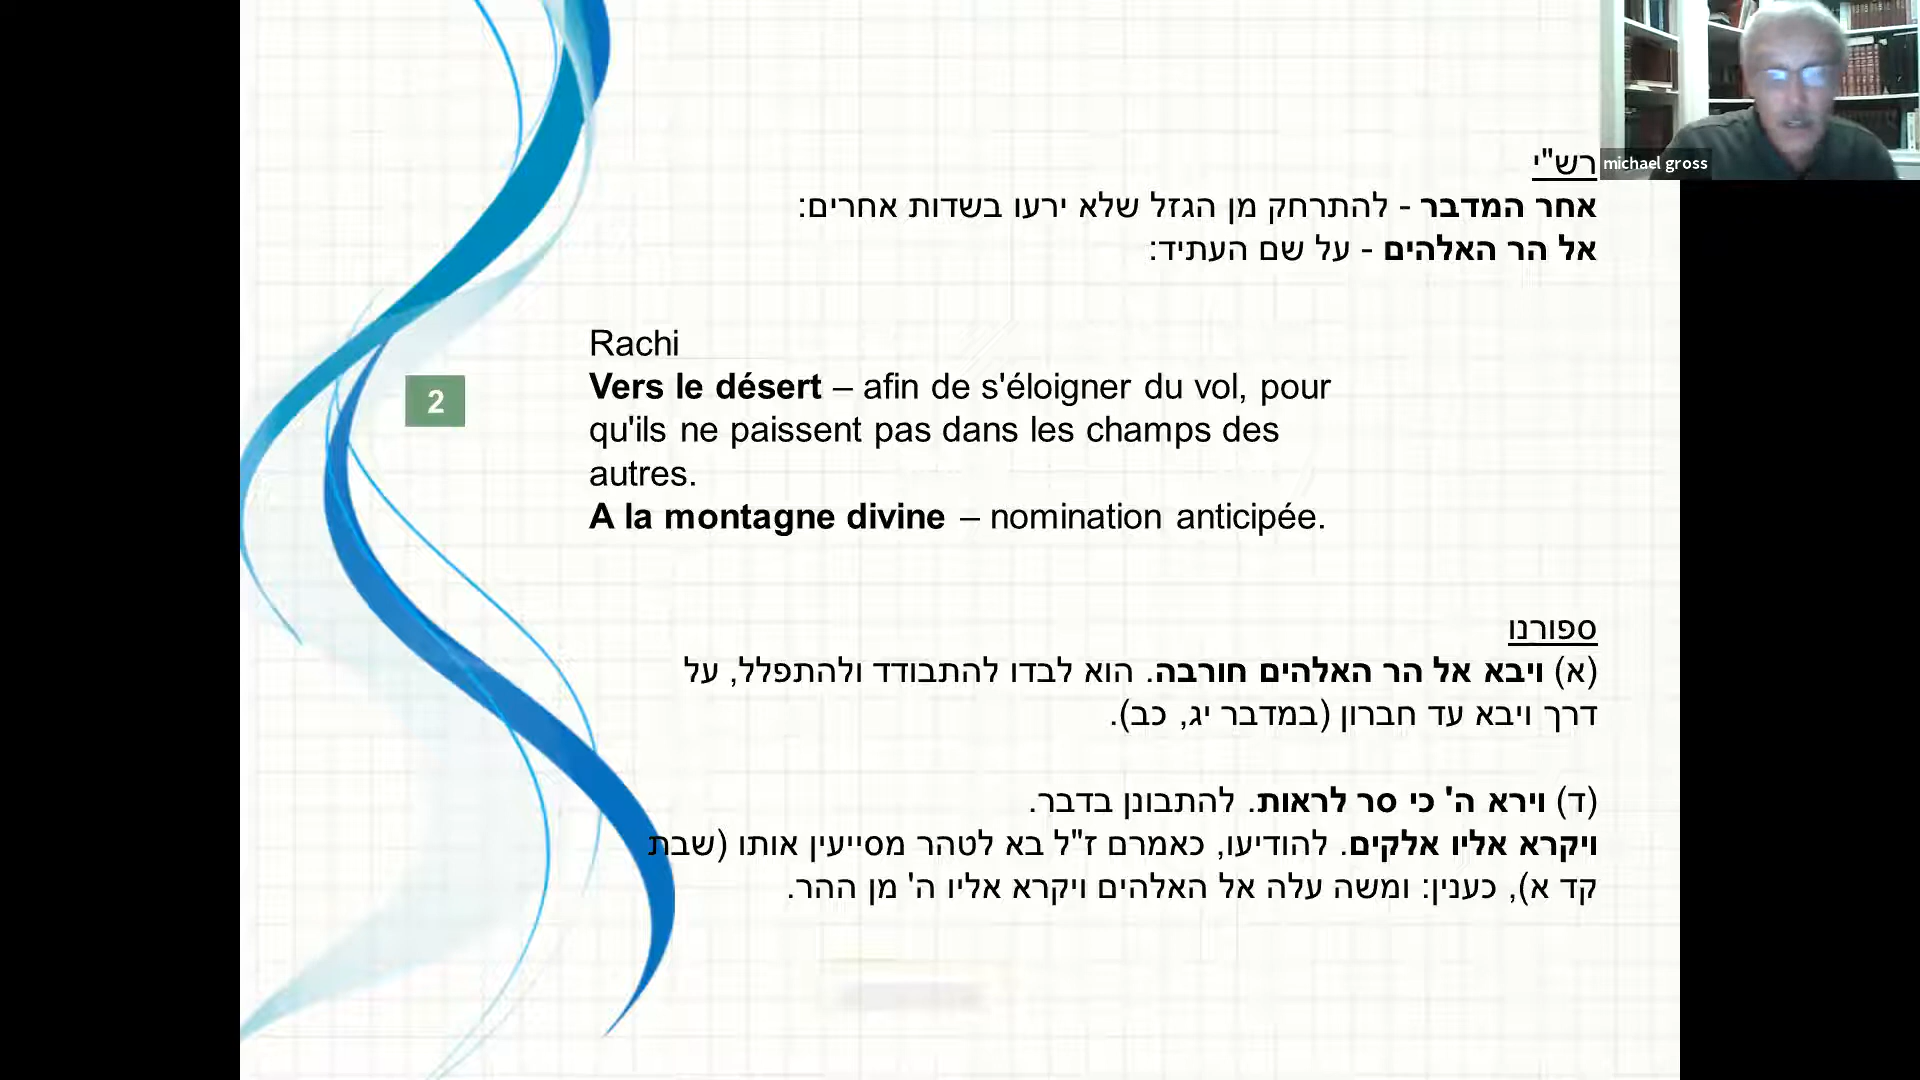 michael gross
רש"י
אחר המדבר - להתרחק מן הגזל שלא ירעו בשדות אחרים:
אל הר האלהים - על שם העתיד:
Rachi
Vers le désert – afin de s'éloigner du vol, pour
qu'ils ne paissent pas dans les champs des
autres.
A la montagne divine – nomination anticipée.
2
ספורנו
(א) ויבא אל הר האלהים חורבה. הוא לבדו להתבודד ולהתפלל, על
דרך ויבא עד חברון (במדבר יג, כב).
(ד) וירא ה' כי סר לראות. להתבונן בדבר.
ויקרא אליו אלקים. להודיעו, כאמרם ז"ל בא לטהר מסייעין אותו (שבת
קד א), כענין: ומשה עלה אל האלהים ויקרא אליו ה' מן ההר.